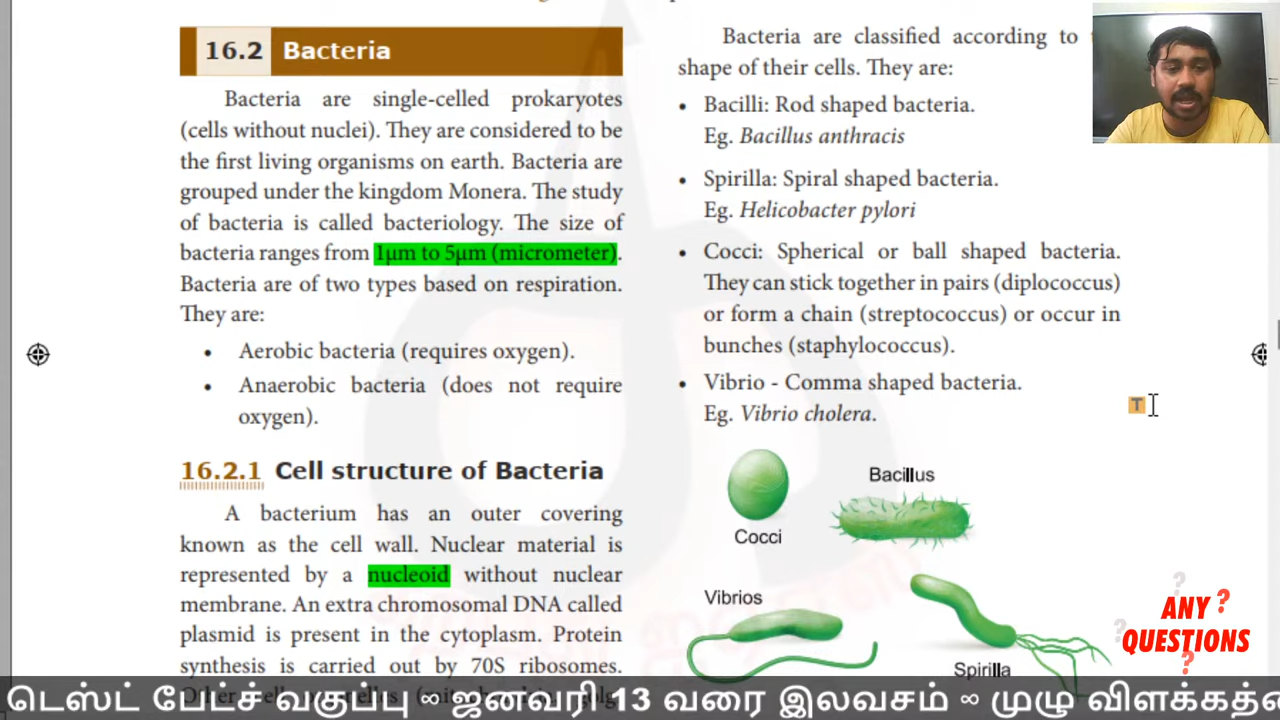 16.2 Bacteria
Bacteria are single-celled prokaryotes
(cells without nuclei). They are considered to be
the first living organisms on earth. Bacteria are
grouped under the kingdom Monera. The study
of bacteria is called bacteriology. The size of
bacteria ranges from 1µm to 5µm (micrometer).
Bacteria are of two types based on respiration.
They are:
• Aerobic bacteria (requires oxygen).
• Anaerobic bacteria (does not require
oxygen).
16.2.1 Cell structure of Bacteria
A bacterium has an outer covering
known as the cell wall. Nuclear material is
represented by a nucleoid without nuclear
membrane. An extra chromosomal DNA called
plasmid is present in the cytoplasm. Protein
synthesis is carried out by 70S ribosomes.
Bacteria are classified according to
shape of their cells. They are:
• Bacilli: Rod shaped bacteria.
Eg. Bacillus anthracis
• Spirilla: Spiral shaped bacteria.
Eg. Helicobacter pylori
• Cocci: Spherical or ball shaped bacteria.
They can stick together in pairs (diplococcus)
or form a chain (streptococcus) or occur in
bunches (staphylococcus).
• Vibrio - Comma shaped bacteria.
Eg. Vibrio cholera.
T
Cocci
Bacillus
Vibrios
Spirilla
ANY ?
QUESTIONS
டெஸ்ட் பேட்ச் வகுப்பு ∞ ஜனவரி 13 வரை இலவசம் ∞ முழு